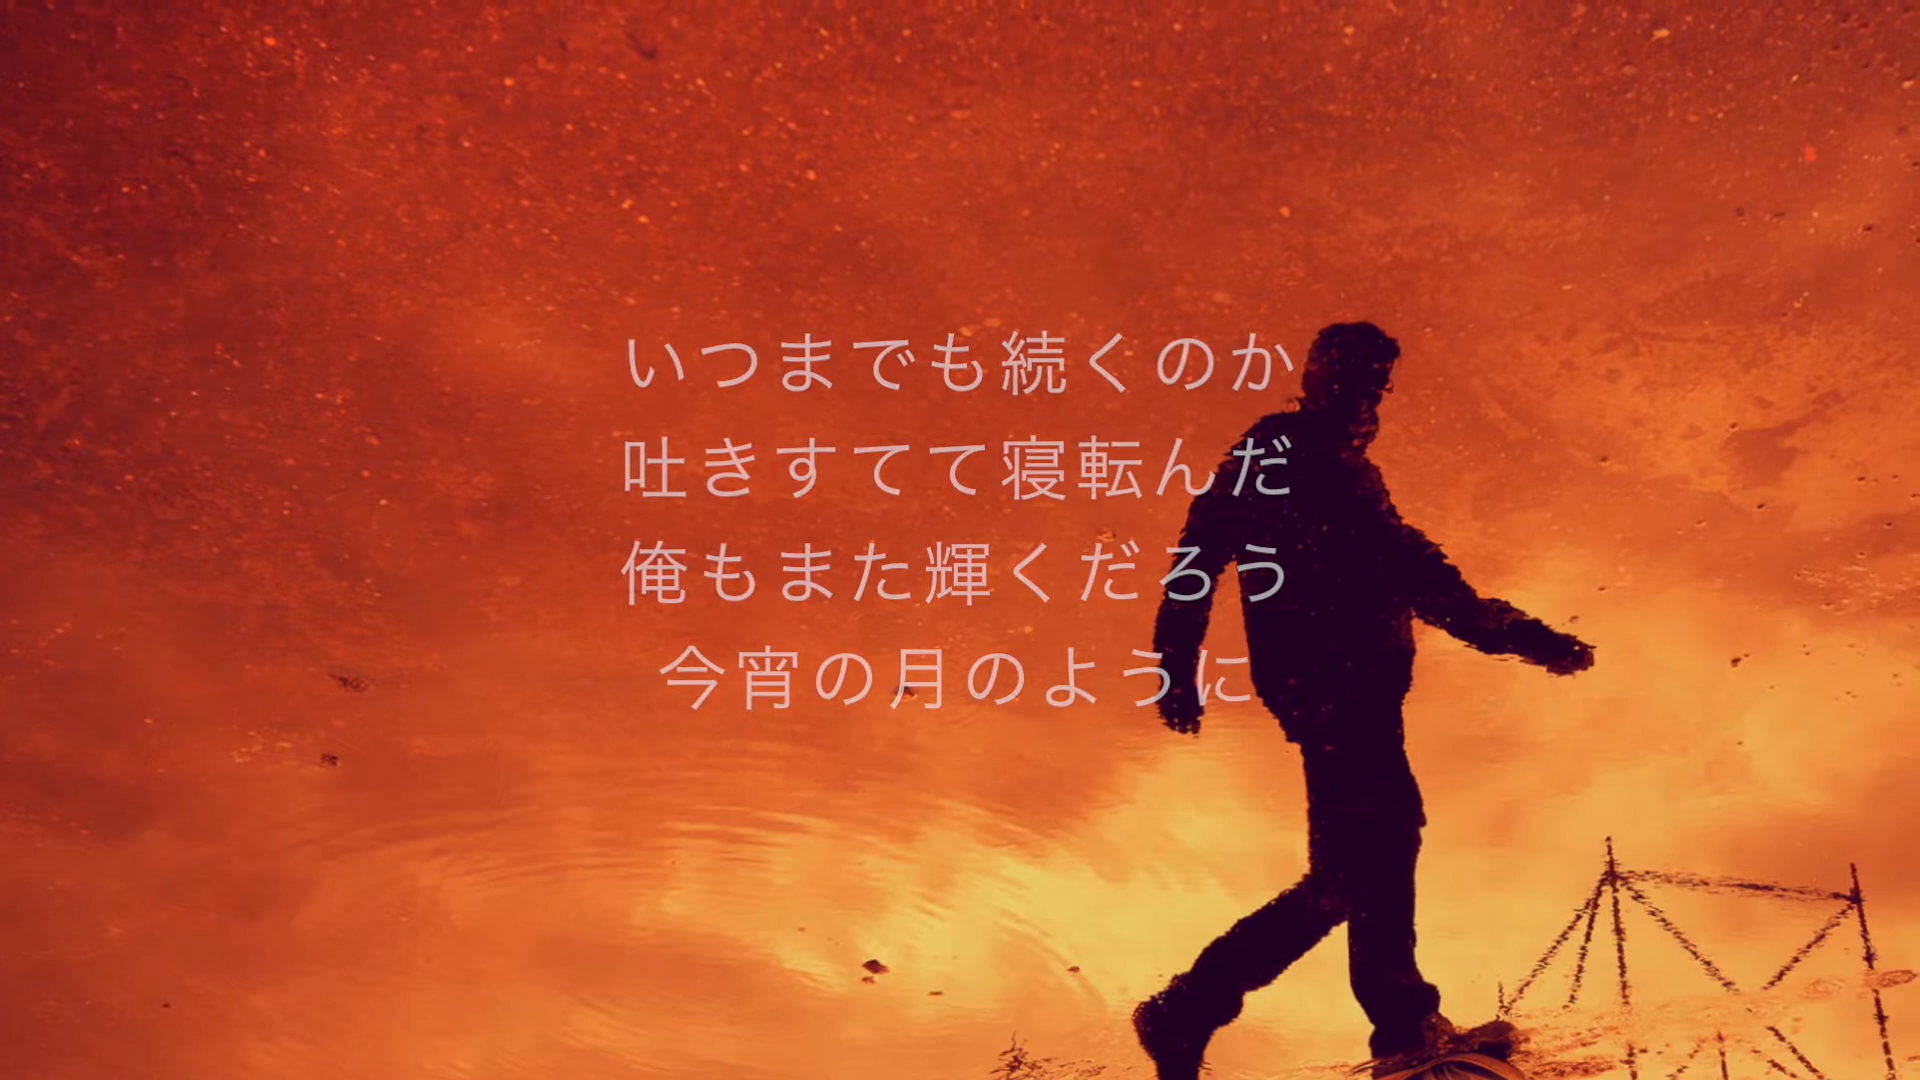 いつまでも続くのか
吐きすてて寝転んだ
俺もまた輝くだろう
今宵の月のように